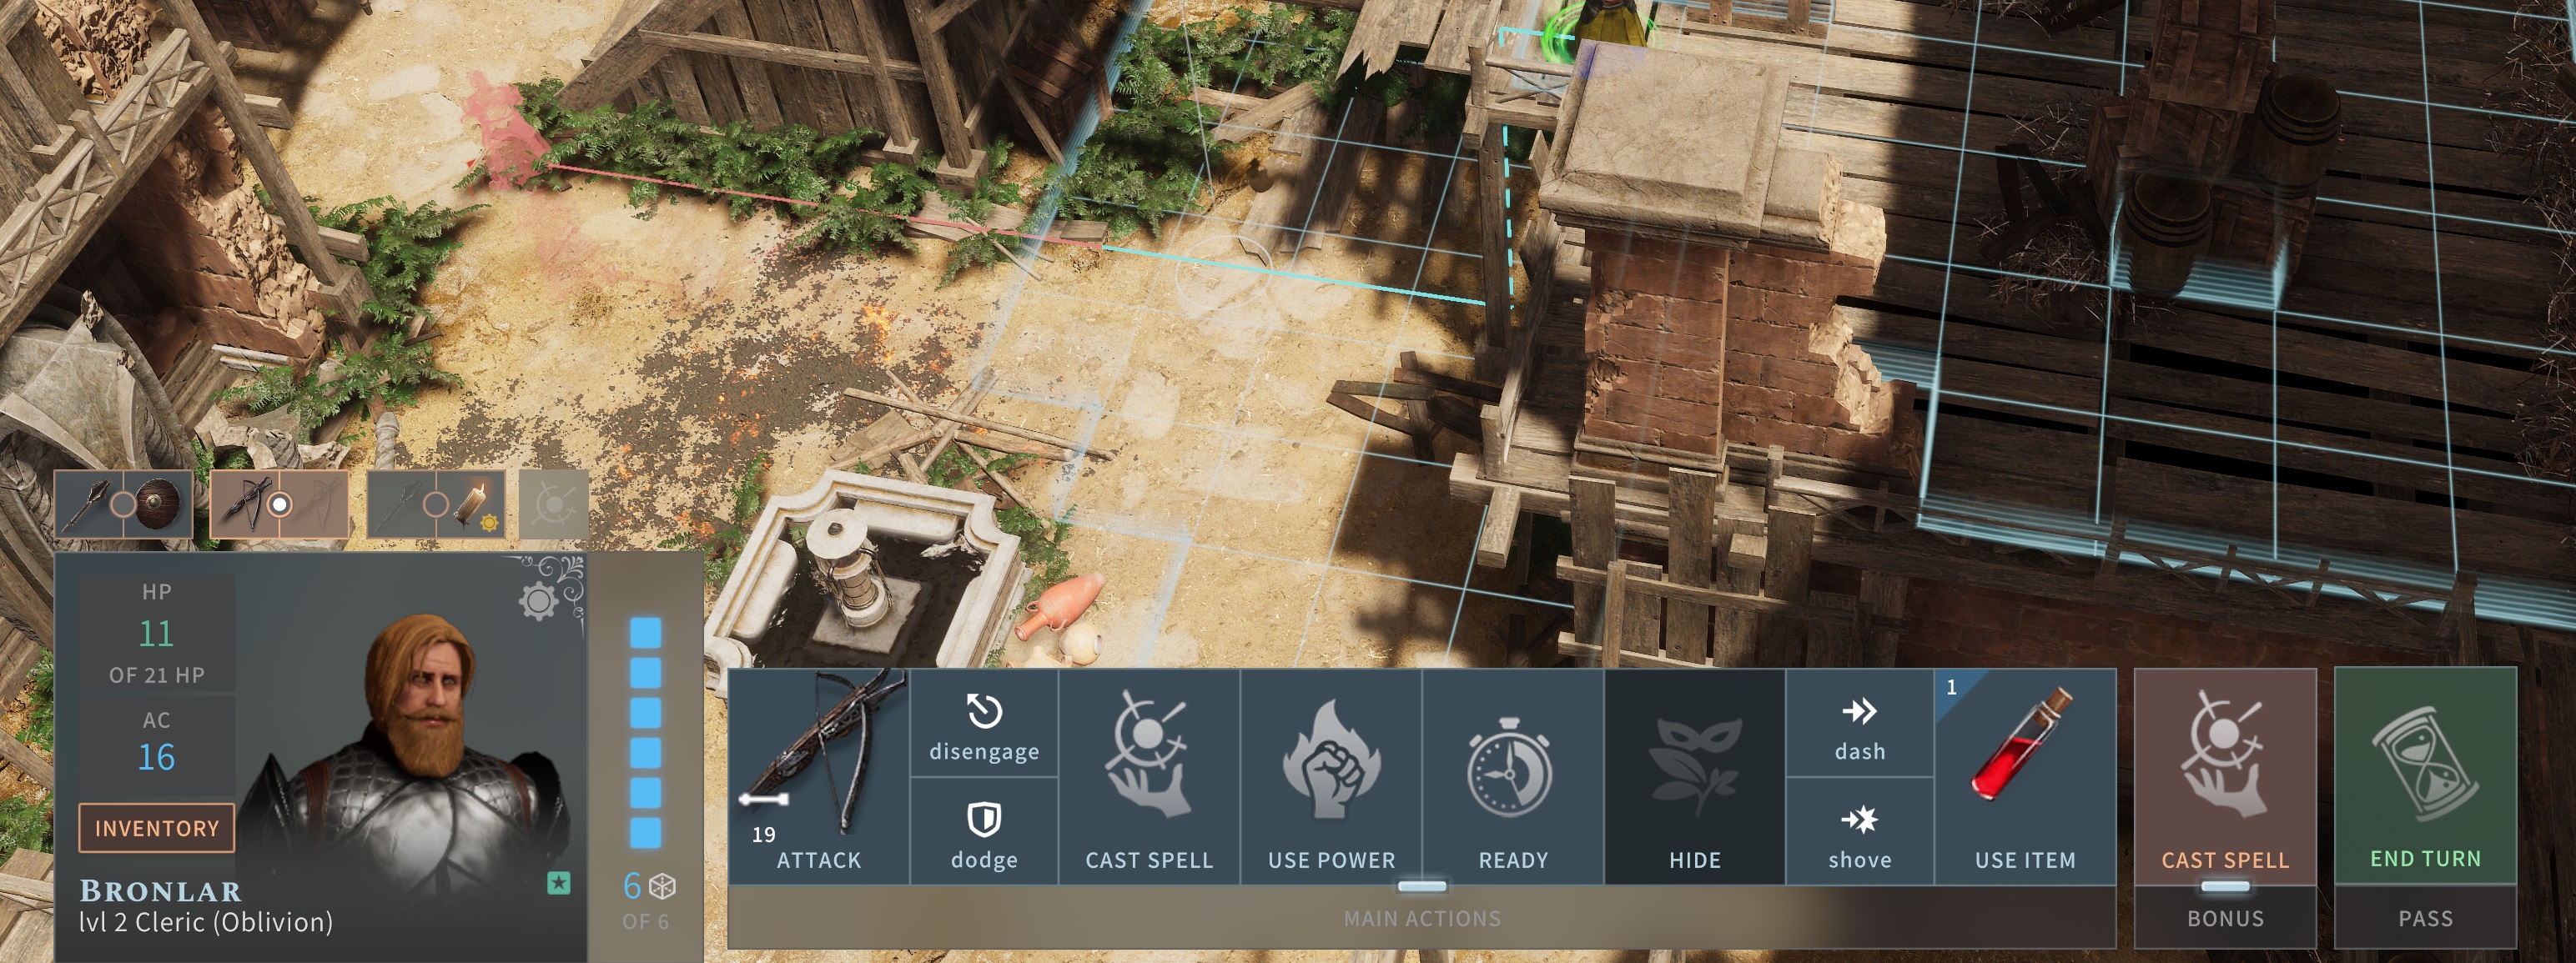 HP
11
OF 21 HP
AC
16
INVENTORY
BRONLAR
lvl 2 Cleric (Oblivion)
6
OF 6
19
ATTACK
disengage
dodge
CAST SPELL
USE POWER
READY
HIDE
dash
shove
1
USE ITEM
MAIN ACTIONS
CAST SPELL
BONUS
END TURN
PASS